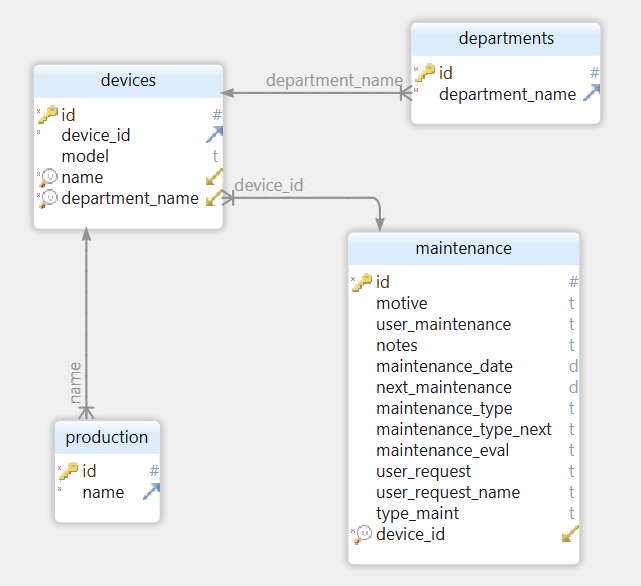 departments
id #
department_name
department_name
devices
id #
device_id
model t
name
department_name
device_id
maintenance
id #
motive t
user_maintenance t
notes t
maintenance_date d
next_maintenance d
maintenance_type t
maintenance_type_next t
maintenance_eval t
user_request t
user_request_name t
type_maint t
device_id
name
production
id #
name